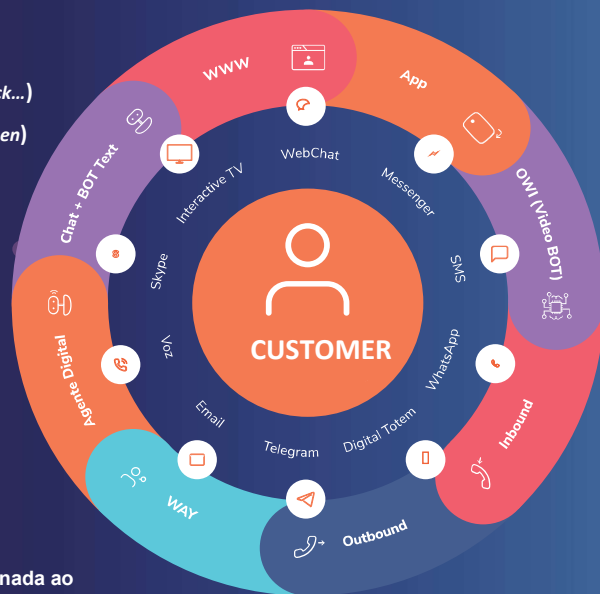 ck...)
en)
nada ao
WWW
App
OWI (Video BOT)
Inbound
Outbound
WAY
Agente Digital
Chat + BOT Text
WebChat
Messenger
SMS
WhatsApp
Digital Totem
Telegram
Email
Voz
Skype
Interactive TV
CUSTOMER